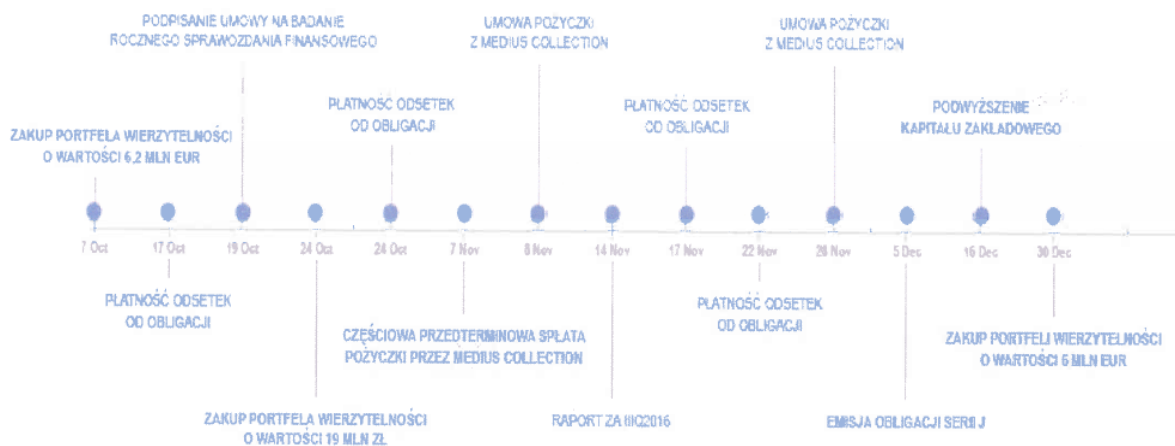 PODPISANIE UMOWY NA BADANIE
ROCZNEGO SPRAWOZDANIA FINANSOWEGO
UMOWA POŻYCZKI
Z MEDIUS COLLECTION
UMOWA POŻYCZKI
Z MEDIUS COLLECTION
PŁATNOŚĆ ODSETEK
OD OBLIGACJI
PŁATNOŚĆ ODSETEK
OD OBLIGACJI
PODWYŻSZENIE
KAPITAŁU ZAKŁADOWEGO
ZAKUP PORTFELA WIERZYTELNOŚCI
O WARTOŚCI 6,2 MLN EUR
7 Oct 17 Oct 19 Oct 24 Oct 24 Oct 7 Nov 8 Nov 14 Nov 17 Nov 22 Nov 28 Nov 5 Dec 16 Dec 30 Dec
PŁATNOŚĆ ODSETEK
OD OBLIGACJI
PŁATNOŚĆ ODSETEK
OD OBLIGACJI
CZĘŚCIOWA PRZEDTERMINOWA SPŁATA
POŻYCZKI PRZEZ MEDIUS COLLECTION
ZAKUP PORTFELI WIERZYTELNOŚCI
O WARTOŚCI 6 MLN EUR
ZAKUP PORTFELA WIERZYTELNOŚCI
O WARTOŚCI 19 MLN ZŁ
RAPORT ZA IIIQ2016
EMISJA OBLIGACJI SERII J